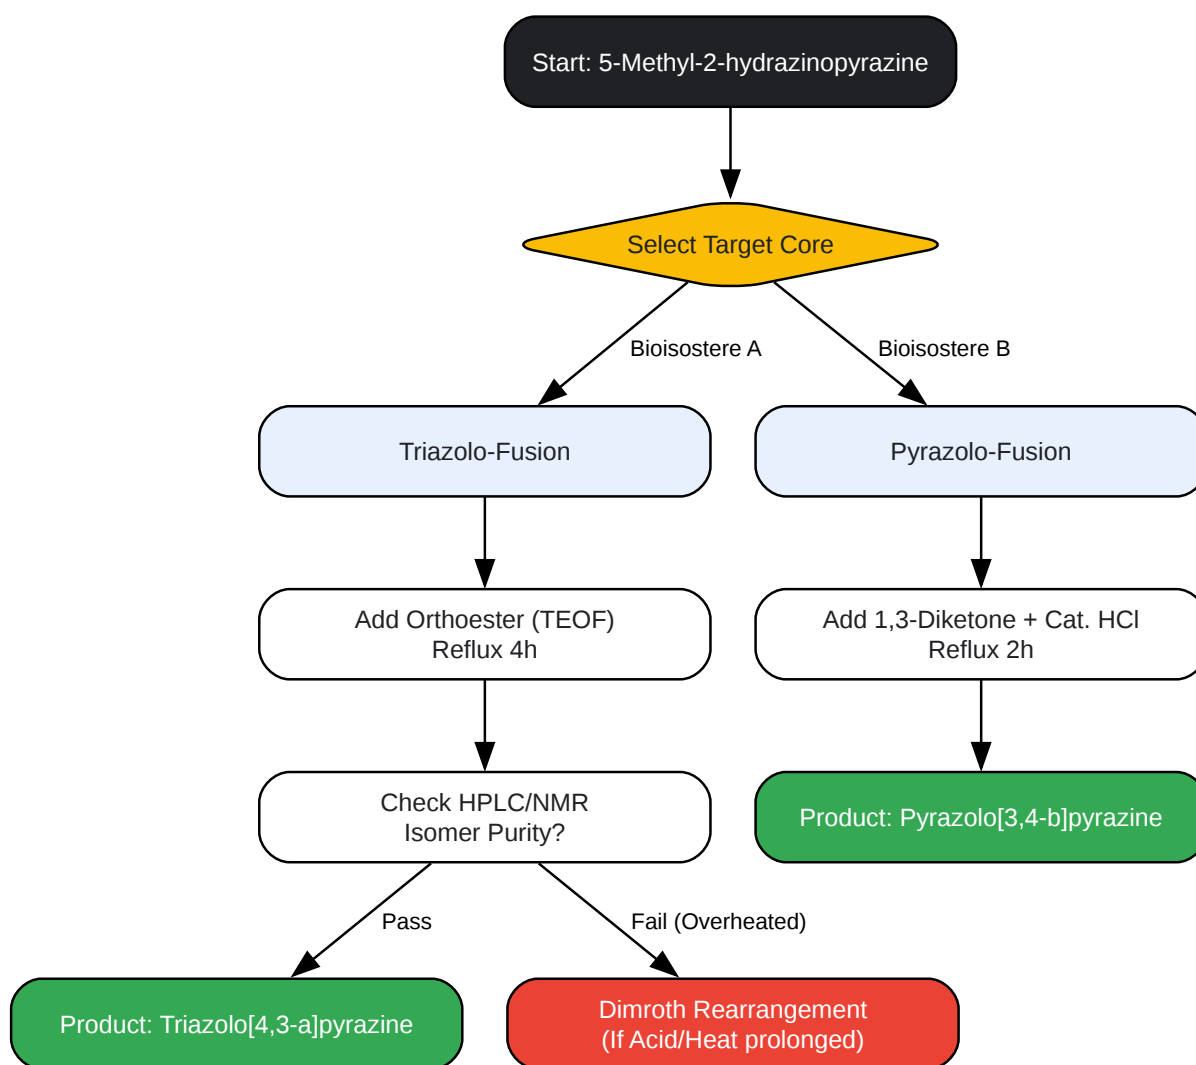 Start: 5-Methyl-2-hydrazinopyrazine
Select Target Core
Bioisostere A
Bioisostere B
Triazolo-Fusion
Pyrazolo-Fusion
Add Orthoester (TEOF)
Reflux 4h
Add 1,3-Diketone + Cat. HCl
Reflux 2h
Check HPLC/NMR
Isomer Purity?
Product: Pyrazolo[3,4-b]pyrazine
Pass
Fail (Overheated)
Product: Triazolo[4,3-a]pyrazine
Dimroth Rearrangement
(If Acid/Heat prolonged)